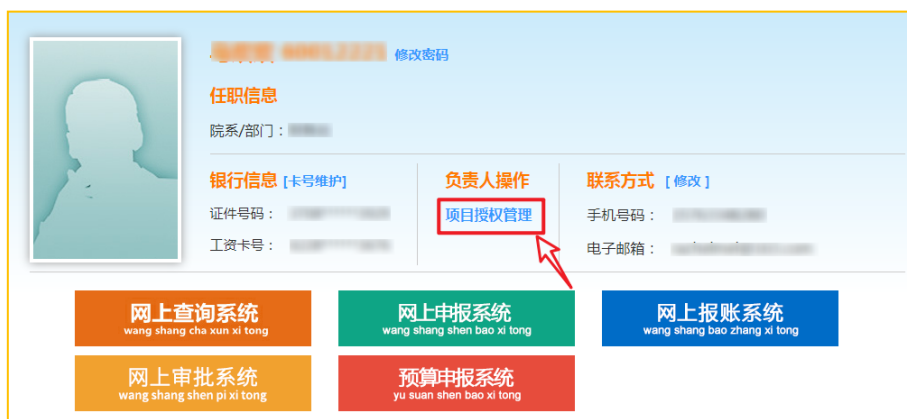 修改密码
任职信息
院系/部门：
银行信息 [卡号维护]
证件号码：
工资卡号：
负责人操作
项目授权管理
联系方式 [ 修改 ]
手机号码：
电子邮箱：
网上查询系统
wang shang cha xun xi tong
网上申报系统
wang shang shen bao xi tong
网上报账系统
wang shang bao zhang xi tong
网上审批系统
wang shang shen pi xi tong
预算申报系统
yu suan shen bao xi tong